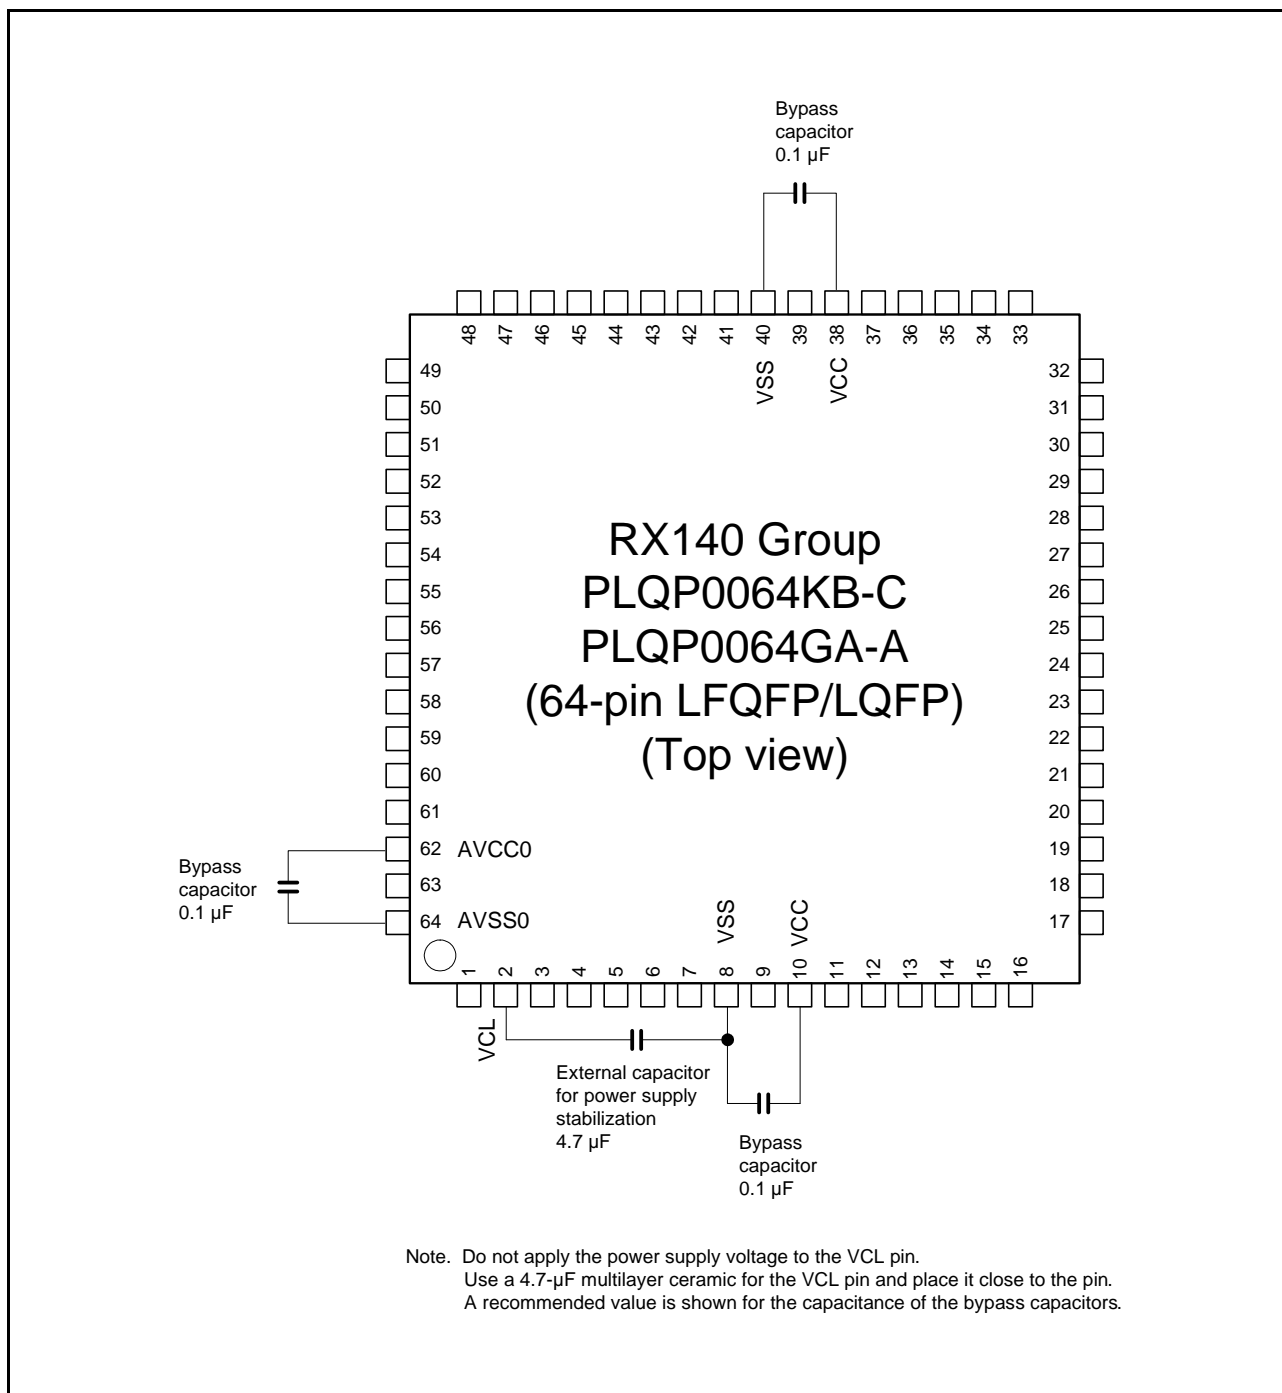 Bypass
capacitor
0.1 µF
48 47 46 45 44 43 42 41 40 39 38 37 36 35 34 33
VSS VCC
49 32
50 31
51 30
52 29
53 28
54 27
55 26
56 25
57 24
58 23
59 22
60 21
61 20
62 AVCC0 19
63 18
64 AVSS0 17
RX140 Group
PLQP0064KB-C
PLQP0064GA-A
(64-pin LFQFP/LQFP)
(Top view)
Bypass
capacitor
0.1 µF
VSS VCC
1 2 3 4 5 6 7 8 9 10 11 12 13 14 15 16
VCL
External capacitor
for power supply
stabilization
4.7 µF
Bypass
capacitor
0.1 µF
Note. Do not apply the power supply voltage to the VCL pin.
Use a 4.7-µF multilayer ceramic for the VCL pin and place it close to the pin.
A recommended value is shown for the capacitance of the bypass capacitors.